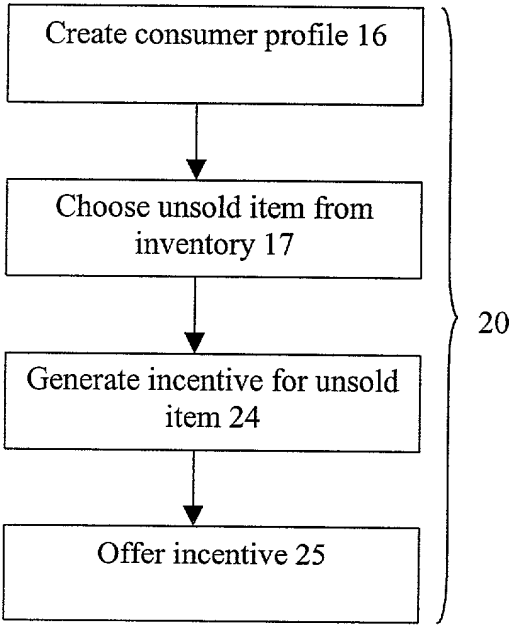 Create consumer profile 16
Choose unsold item from
inventory 17
Generate incentive for unsold
item 24
Offer incentive 25
20